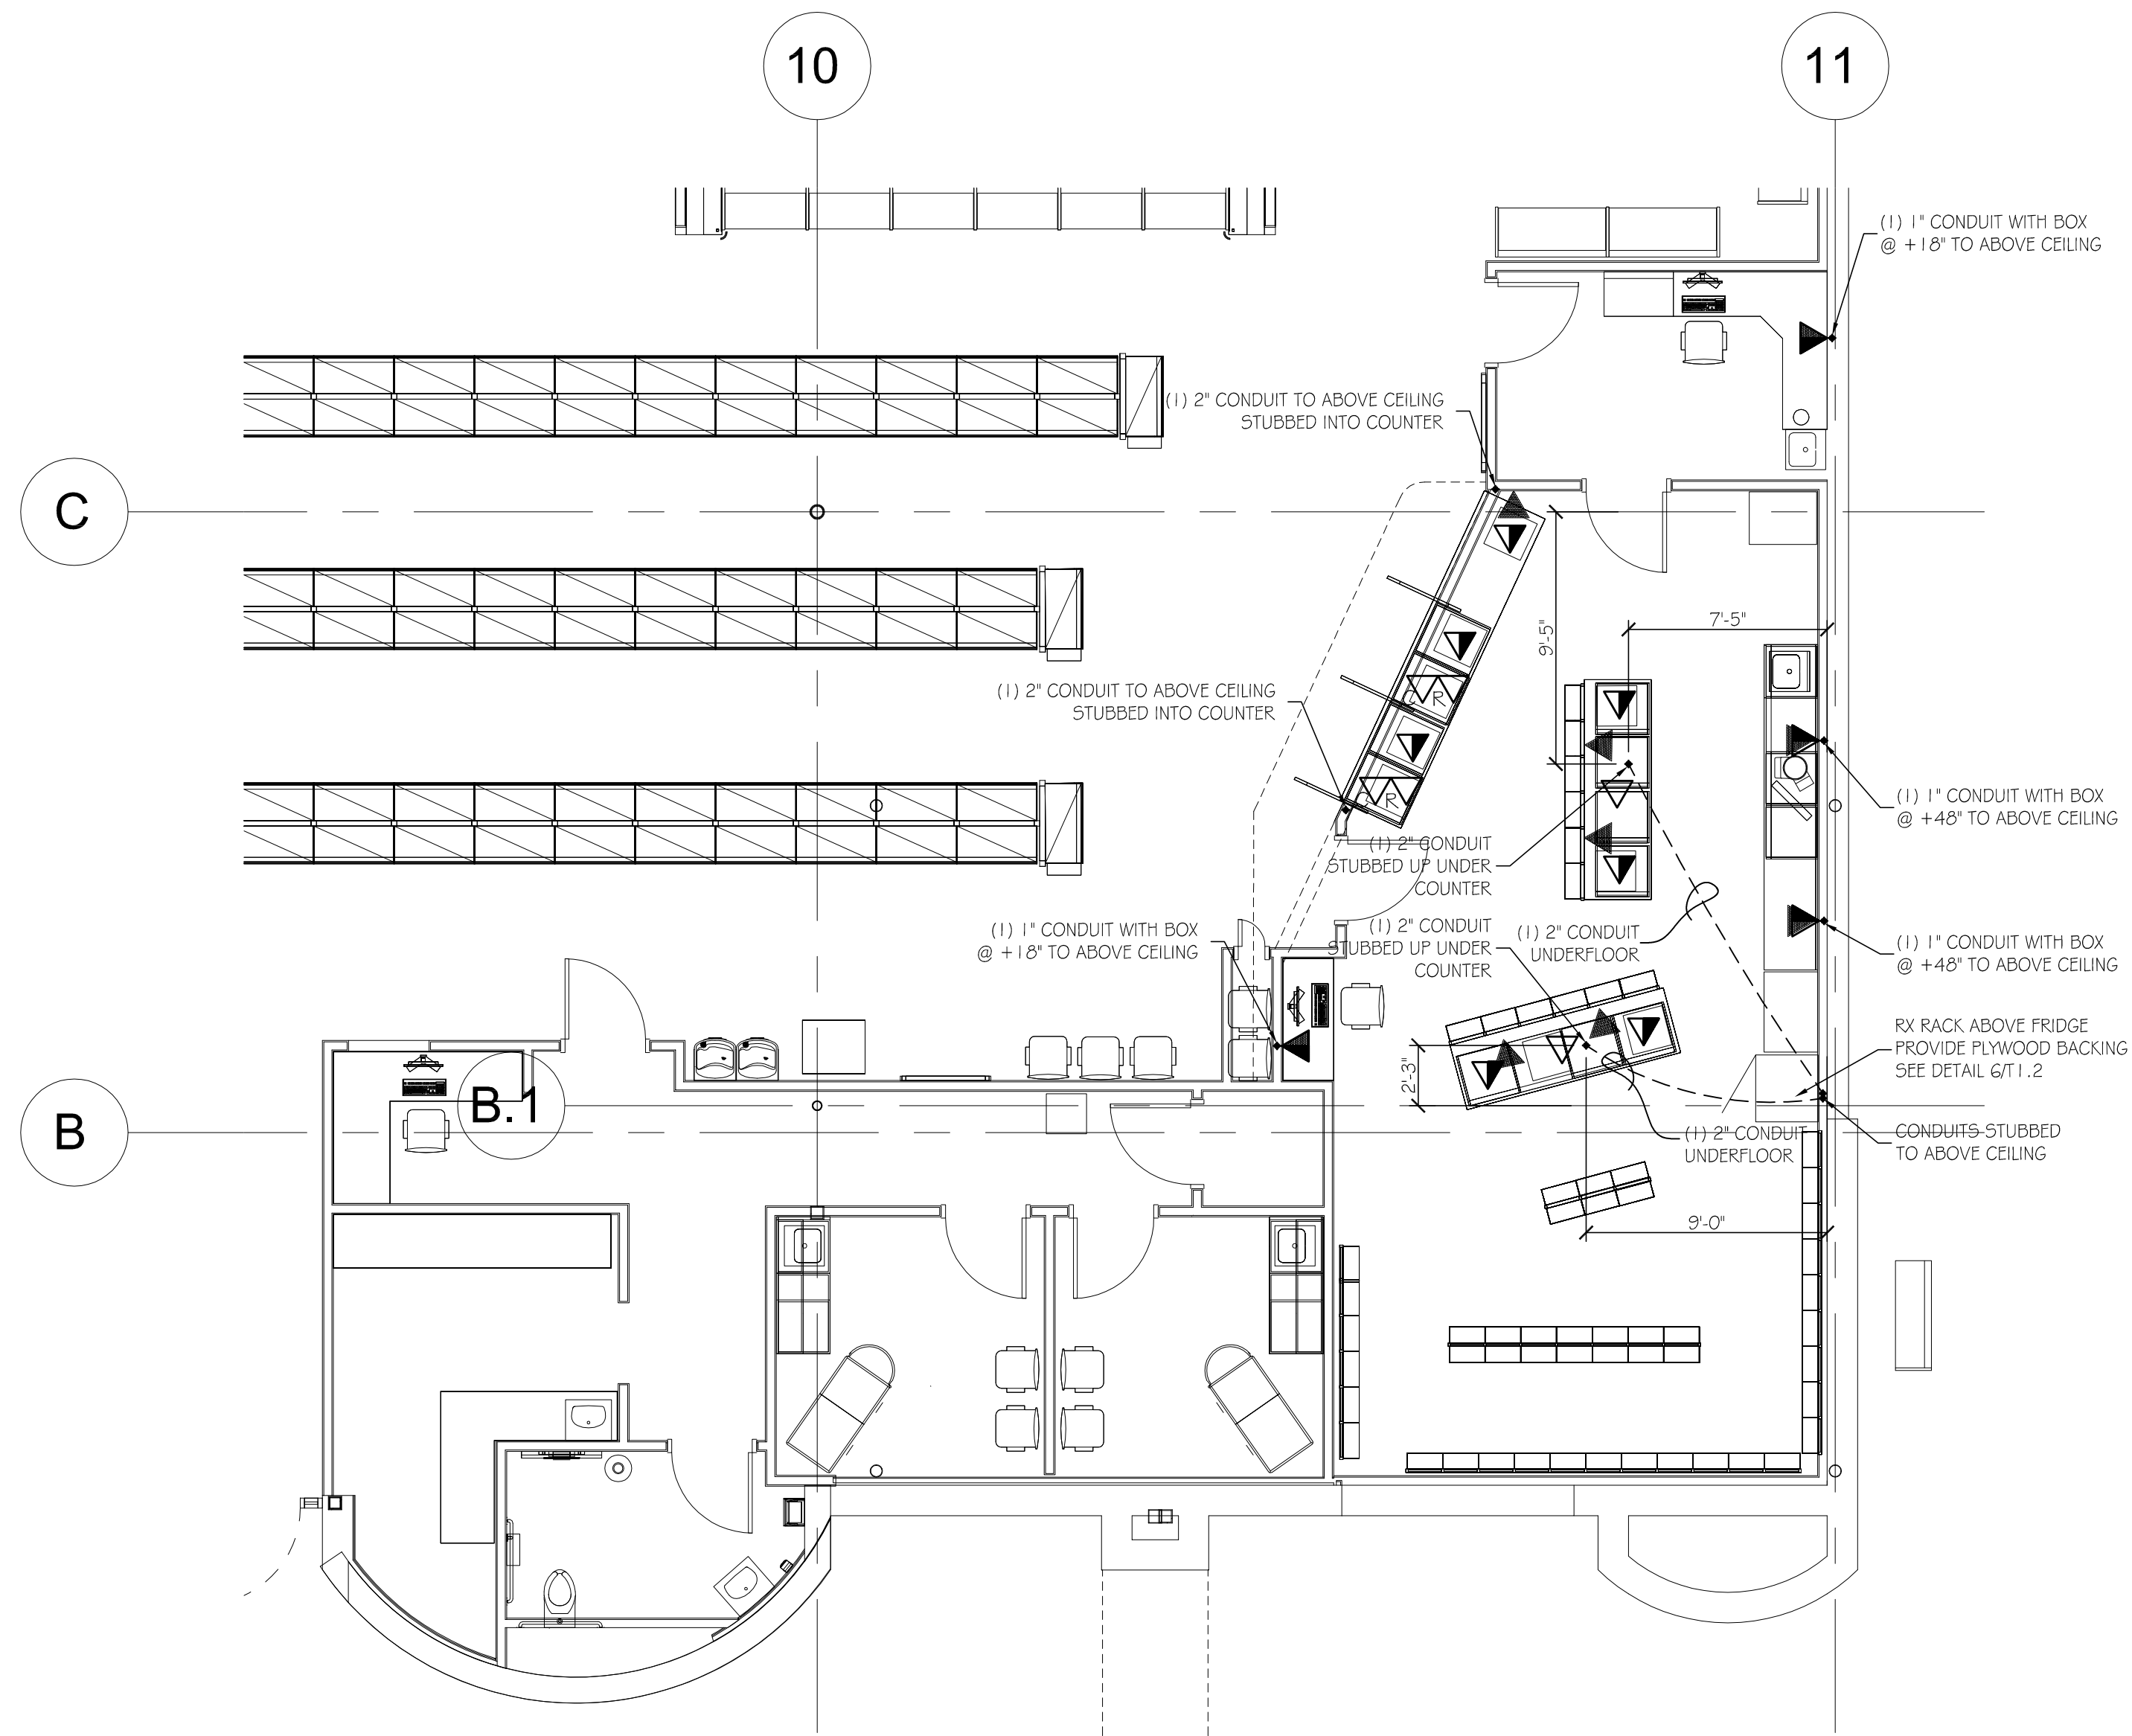 10
11
(1) 1" CONDUIT WITH BOX
@ +18" TO ABOVE CEILING
(1) 2" CONDUIT TO ABOVE CEILING
STUBBED INTO COUNTER
C
9'-5"
7'-5"
(1) 2" CONDUIT TO ABOVE CEILING
STUBBED INTO COUNTER
C R
C R
(1) 1" CONDUIT WITH BOX
@ +48" TO ABOVE CEILING
(1) 2" CONDUIT
STUBBED UP UNDER
COUNTER
(1) 1" CONDUIT WITH BOX
@ +18" TO ABOVE CEILING
(1) 2" CONDUIT
STUBBED UP UNDER
COUNTER
(1) 2" CONDUIT
UNDERFLOOR
(1) 1" CONDUIT WITH BOX
@ +48" TO ABOVE CEILING
RX RACK ABOVE FRIDGE
PROVIDE PLYWOOD BACKING
SEE DETAIL 6/T1.2
2'-3"
B.1
B
(1) 2" CONDUIT
UNDERFLOOR
CONDUITS STUBBED
TO ABOVE CEILING
9'-0"